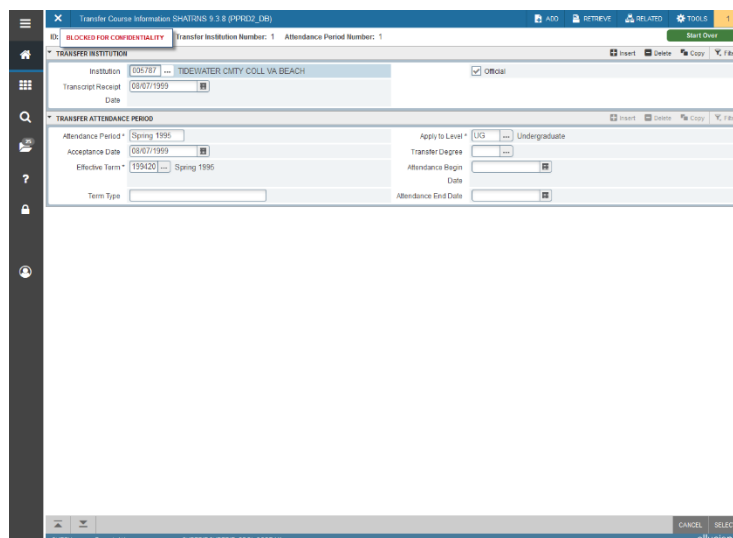 Transfer Course Information SHATRNS 9.3.8 (PPRD2_DB) ADD RETRIEVE RELATED TOOLS 1
ID: BLOCKED FOR CONFIDENTIALITY Transfer Institution Number: 1 Attendance Period Number: 1 Start Over
TRANSFER INSTITUTION Insert Delete Copy
Institution 005787 ... TIDEWATER CMTY COLL VA BEACH Official
Transcript Receipt Date 08/07/1999
TRANSFER ATTENDANCE PERIOD Insert Delete Copy
Attendance Period * Spring 1995 Apply to Level * UG ... Undergraduate
Acceptance Date 08/07/1999 Transfer Degree ...
Effective Term * 199420 ... Spring 1995 Attendance Begin Date
Term Type Attendance End Date
25
?
CANCEL SELEC